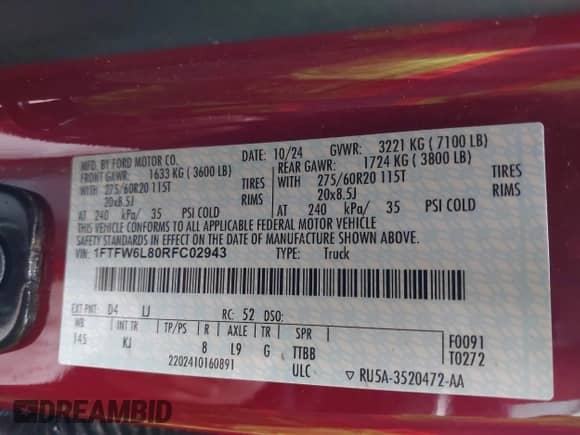 MFD. BY FORD MOTOR CO.
DATE: 10/24 GVWR: 3221 KG ( 7100 LB)
FRONT GAWR: 1633 KG ( 3600 LB)
REAR GAWR: 1724 KG ( 3800 LB)
WITH 275/60R20 115T TIRES
WITH 275/60R20 115T TIRES
20x8.5J RIMS
20x8.5J RIMS
AT 240 kPa/ 35 PSI COLD
AT 240 kPa/ 35 PSI COLD
THIS VEHICLE CONFORMS TO ALL APPLICABLE FEDERAL MOTOR VEHICLE
SAFETY STANDARDS IN EFFECT ON THE DATE OF MANUFACTURE SHOWN ABOVE.
VIN: 1FTFW6L80RFC02943 TYPE: Truck
EXT PNT: D4 LJ RC: 52 DSO:
WB INT TR TP/PS R AXLE TR SPR
145 KJ 8 L9 G TTBB
F0091
T0272
2202410160891 ULC ▽ RU5A-3520472-AA
DREAMBID